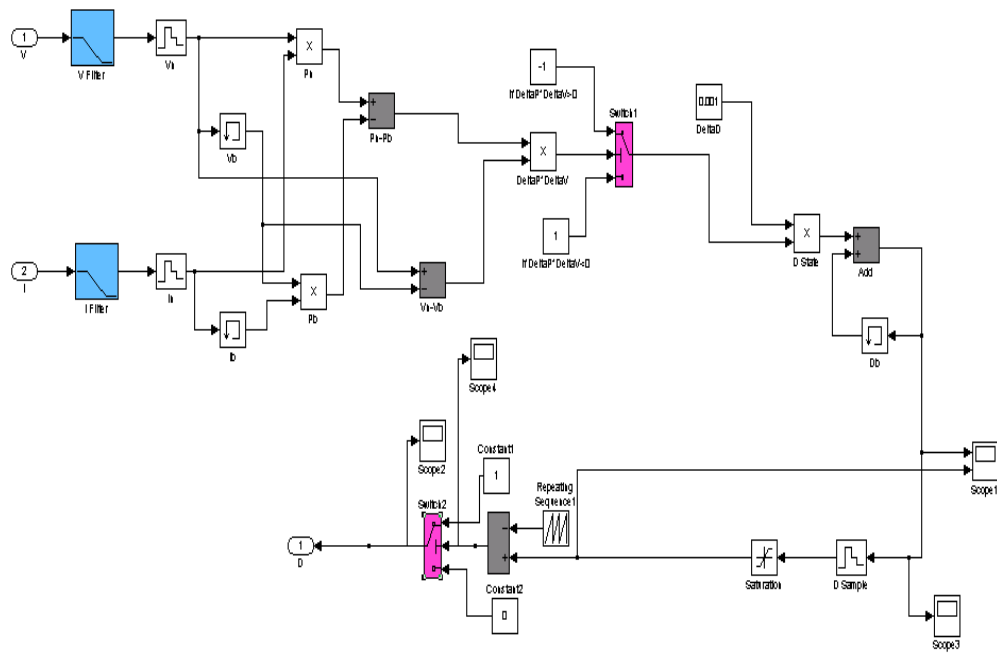 1
V
V Filter
Vn
X
Pn
Vb
+
−
Pn-Pb
-1
If DeltaP*DeltaV>0
Switch1
0.001
DeltaD
X
DeltaP*DeltaV
1
If DeltaP*DeltaV<0
X
D State
+
+
Add
2
I
I Filter
In
X
Pb
Ib
+
−
Vn-Vb
Db
Scope4
Scope2
Constant1
1
Repeating
Sequence1
Scope1
Switch2
−
+
1
D
Saturation
D Sample
Constant2
0
Scope3